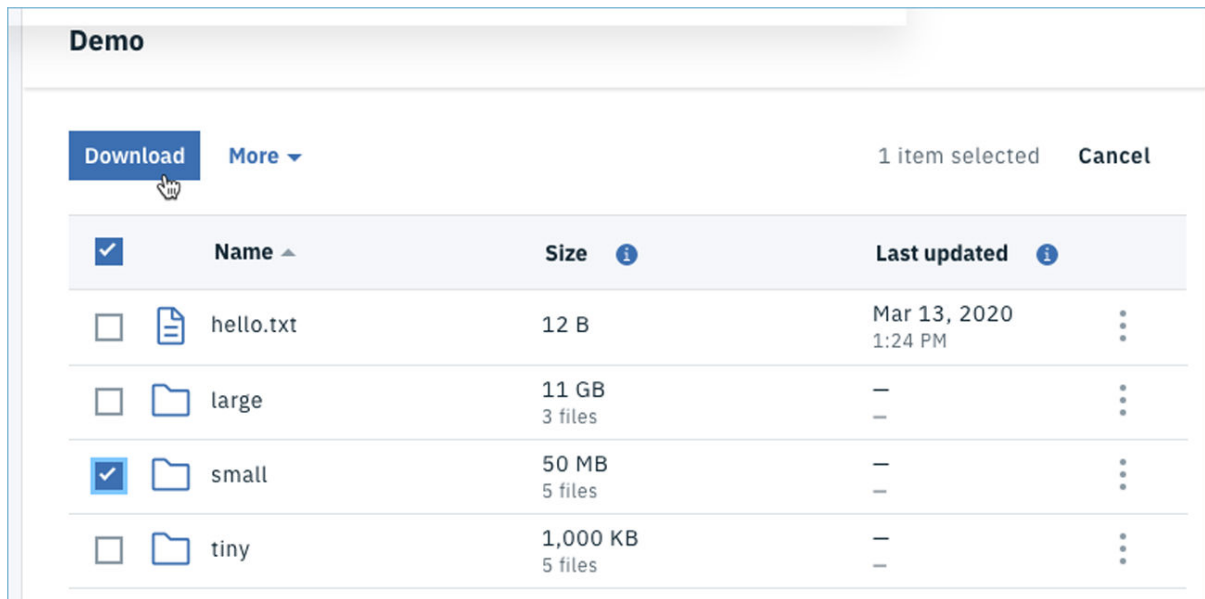 Demo
Download More 1 item selected Cancel
Name Size Last updated
hello.txt 12 B Mar 13, 2020
1:24 PM
large 11 GB —
3 files –
small 50 MB —
5 files –
tiny 1,000 KB —
5 files –